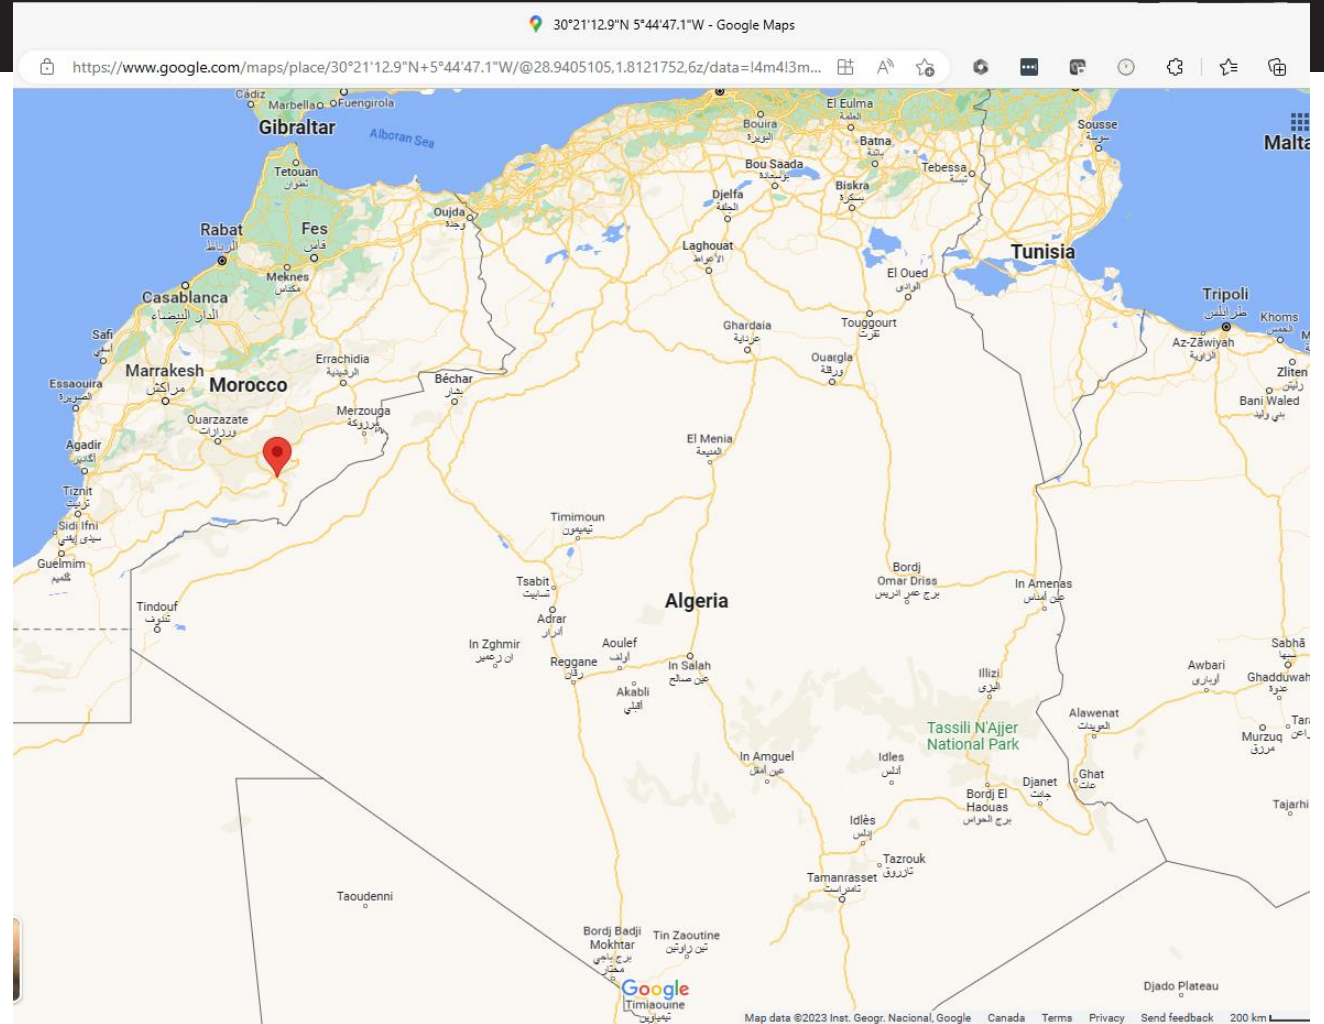 30°21'12.9"N 5°44'47.1"W - Google Maps
https://www.google.com/maps/place/30°21'12.9"N+5°44'47.1"W/@28.9405105,1.8121752,6z/data=!4m4!3m...
Cádiz
Marbella
Fuengirola
Gibraltar
Alboran Sea
Tetouan
تطوان
Bouira
البويرة
El Eulma
العلمة
Batna
باتنة
Sousse
سوسة
Malta
Bou Saada
بوسعادة
Tebessa
تبسة
Biskra
بسكرة
Djelfa
الجلفة
Oujda
وجدة
Rabat
الرباط
Fes
فاس
Laghouat
الأغواط
Tunisia
Meknes
مكناس
El Oued
الوادي
Casablanca
الدار البيضاء
Tripoli
طرابلس
Khoms
الخمس
Safi
آسفي
Ghardaia
غرداية
Touggourt
تقرت
Az-Zāwiyah
الزاوية
Errachidia
الرشيدية
Ouargla
ورقلة
Marrakesh
مراكش
Morocco
Béchar
بشار
Zliten
زليتن
Essaouira
الصويرة
Bani Waled
بني وليد
Ouarzazate
ورزازات
Merzouga
مرزوكة
Agadir
أكادير
El Menia
المنيعة
Tiznit
تزنيت
Timimoun
تيميمون
Sidi Ifni
سيدي إيفني
Guelmim
كلميم
Bordj
Omar Driss
برج عمر ادريس
Tsabit
تسابيت
In Amenas
عين أمناس
Algeria
Tindouf
تندوف
Adrar
أدرار
In Zghmir
ان زغمير
Aoulef
أولف
Sabhā
سبها
Reggane
رقان
In Salah
عين صالح
Awbari
أوباري
Ghadduwah
غدوة
Illizi
اليزي
Akabli
أقبلي
Alawenat
العوينات
Tassili N'Ajjer
National Park
Murzuq
مرزق
In Amguel
عين أمقل
Idles
أدلس
Djanet
جانت
Ghat
غات
Bordj El
Haouas
برج الحواس
Tajarhi
Idlès
إدلس
Tazrouk
تازروق
Tamanrasset
تامنراست
Taoudenni
Bordj Badji
Mokhtar
برج باجي
مختار
Tin Zaoutine
تين زاوتين
Google
Timiaouine
تيمياوين
Djado Plateau
Map data ©2023 Inst. Geogr. Nacional, Google Canada Terms Privacy Send feedback 200 km